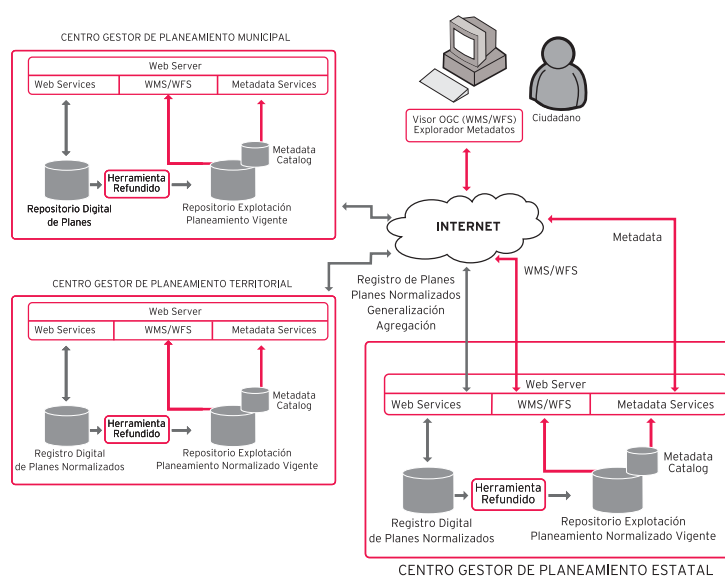 CENTRO GESTOR DE PLANEAMIENTO MUNICIPAL
Web Server
Web Services
WMS/WFS
Metadata Services
Metadata
Catalog
Herramienta
Refundido
Repositorio Digital
de Planes
Repositorio Explotación
Planeamiento Vigente
Visor OGC (WMS/WFS)
Explorador Metadatos
Ciudadano
INTERNET
Metadata
WMS/WFS
Registro de Planes
Planes Normalizados
Generalización
Agregación
CENTRO GESTOR DE PLANEAMIENTO TERRITORIAL
Web Server
Web Services
WMS/WFS
Metadata Services
Metadata
Catalog
Herramienta
Refundido
Registro Digital
de Planes Normalizados
Repositorio Explotación
Planeamiento Normalizado Vigente
Web Server
Web Services
WMS/WFS
Metadata Services
Metadata
Catalog
Herramienta
Refundido
Registro Digital
de Planes Normalizados
Repositorio Explotación
Planeamiento Normalizado Vigente
CENTRO GESTOR DE PLANEAMIENTO ESTATAL